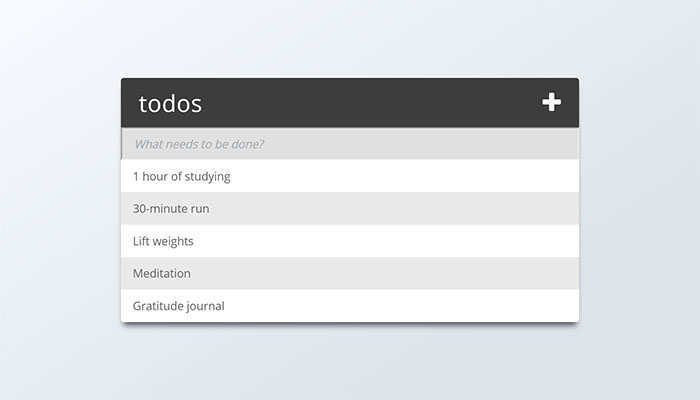 todos
What needs to be done?
1 hour of studying
30-minute run
Lift weights
Meditation
Gratitude journal